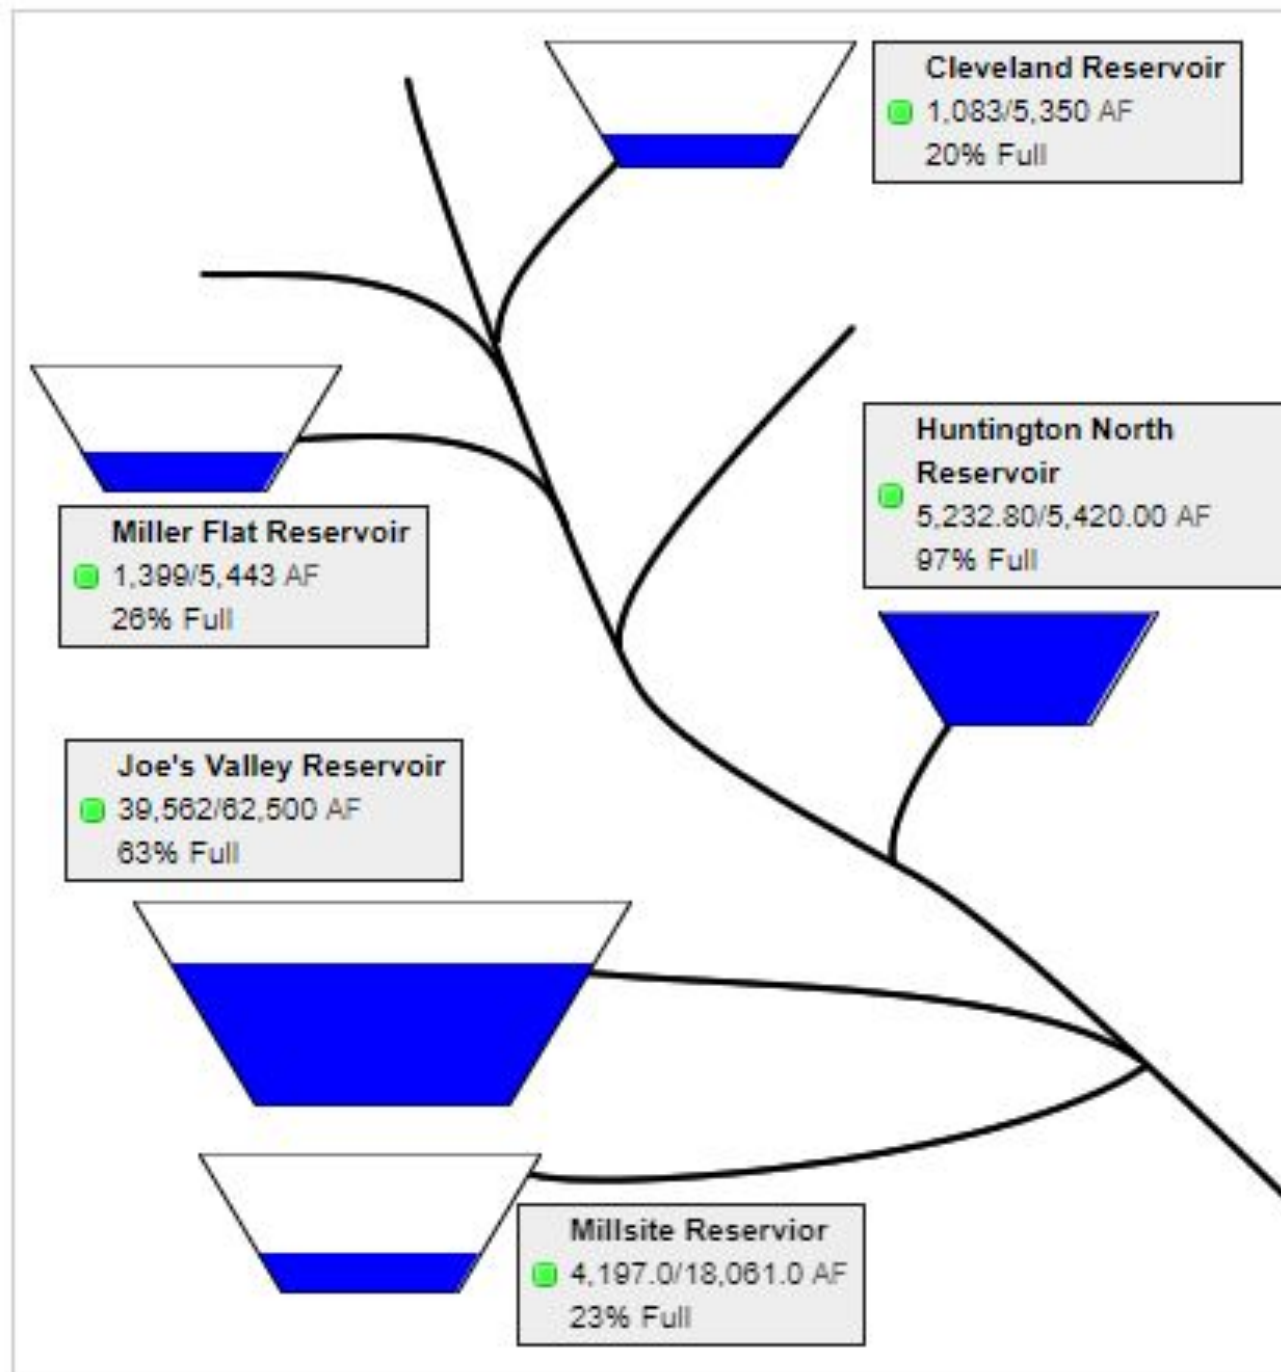 Cleveland Reservoir
1,083/5,350 AF
20% Full
Huntington North
Reservoir
5,232.80/5,420.00 AF
97% Full
Miller Flat Reservoir
1,399/5,443 AF
26% Full
Joe's Valley Reservoir
39,562/62,500 AF
63% Full
Millsite Reservior
4,197.0/18,061.0 AF
23% Full